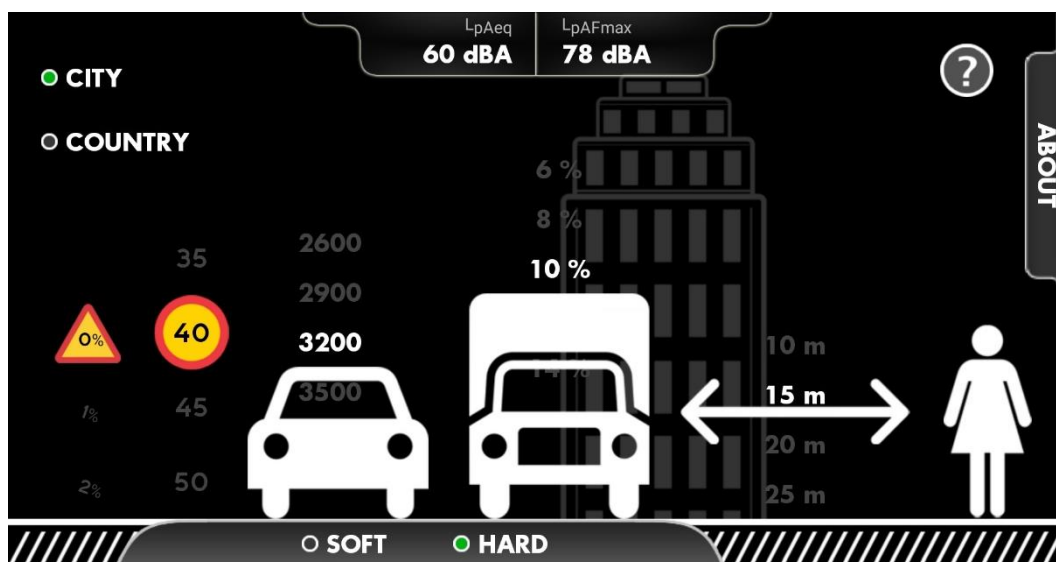 LpAeq
60 dBA
LpAFmax
78 dBA
CITY
COUNTRY
?
ABOUT
0%
1%
2%
35
40
45
50
2600
2900
3200
3500
6 %
8 %
10 %
14 %
10 m
15 m
20 m
25 m
SOFT
HARD